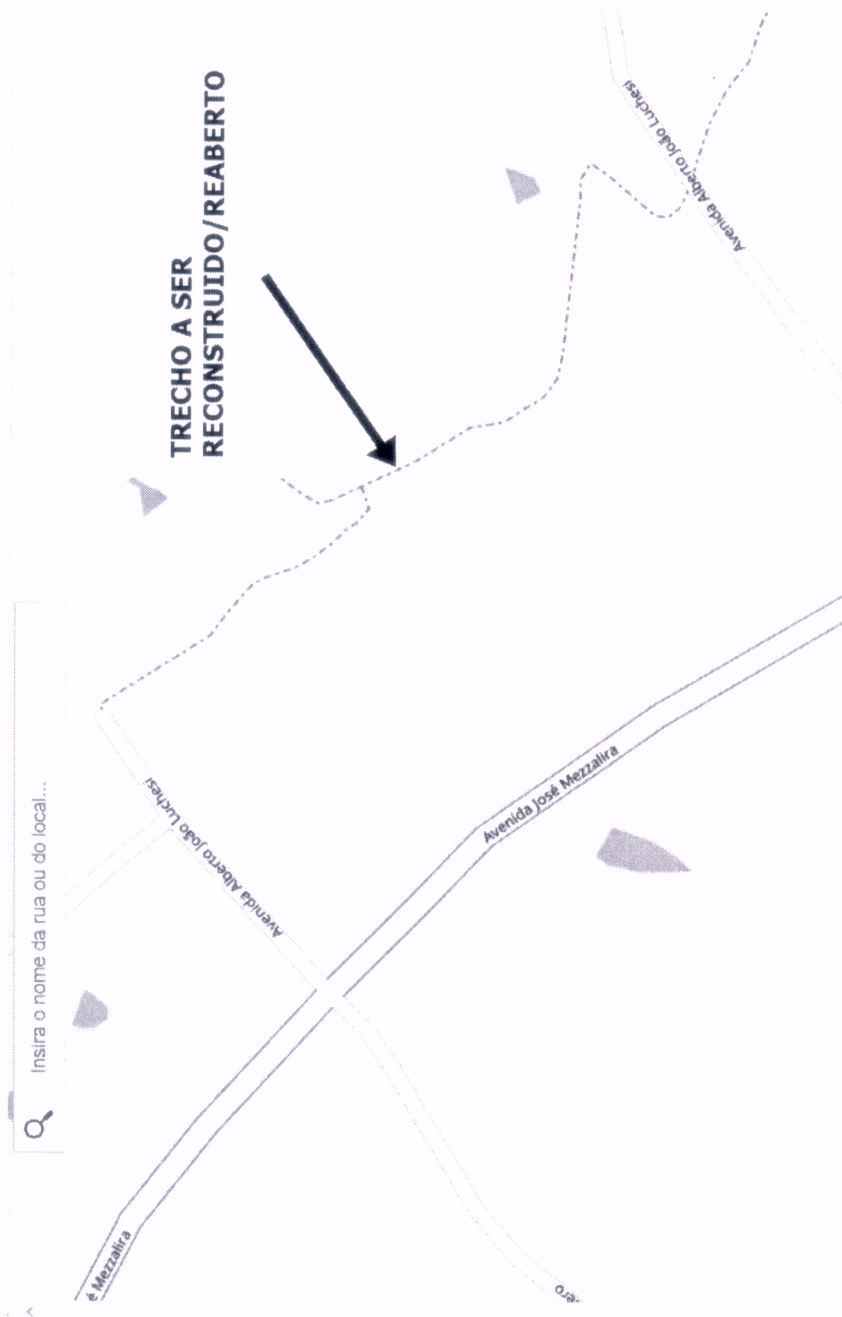 Insira o nome da rua ou do local...
TRECHO A SER
RECONSTRUIDO/REABERTO
Avenida Alberto João Luchesi
Avenida Alberto João Luchesi
Avenida José Mezzalira
é Mezzalira
ero